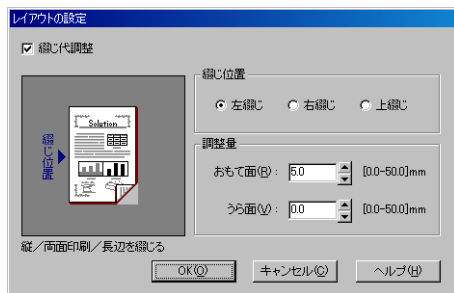 レイアウトの設定
綴じ代調整
綴じ位置
Solution
綴じ位置
左綴じ 右綴じ 上綴じ
調整量
おもて面(R): 5.0 [0.0-50.0]mm
うら面(V): 0.0 [0.0-50.0]mm
縦/両面印刷/長辺を綴じる
OK(O) キャンセル(C) ヘルプ(H)